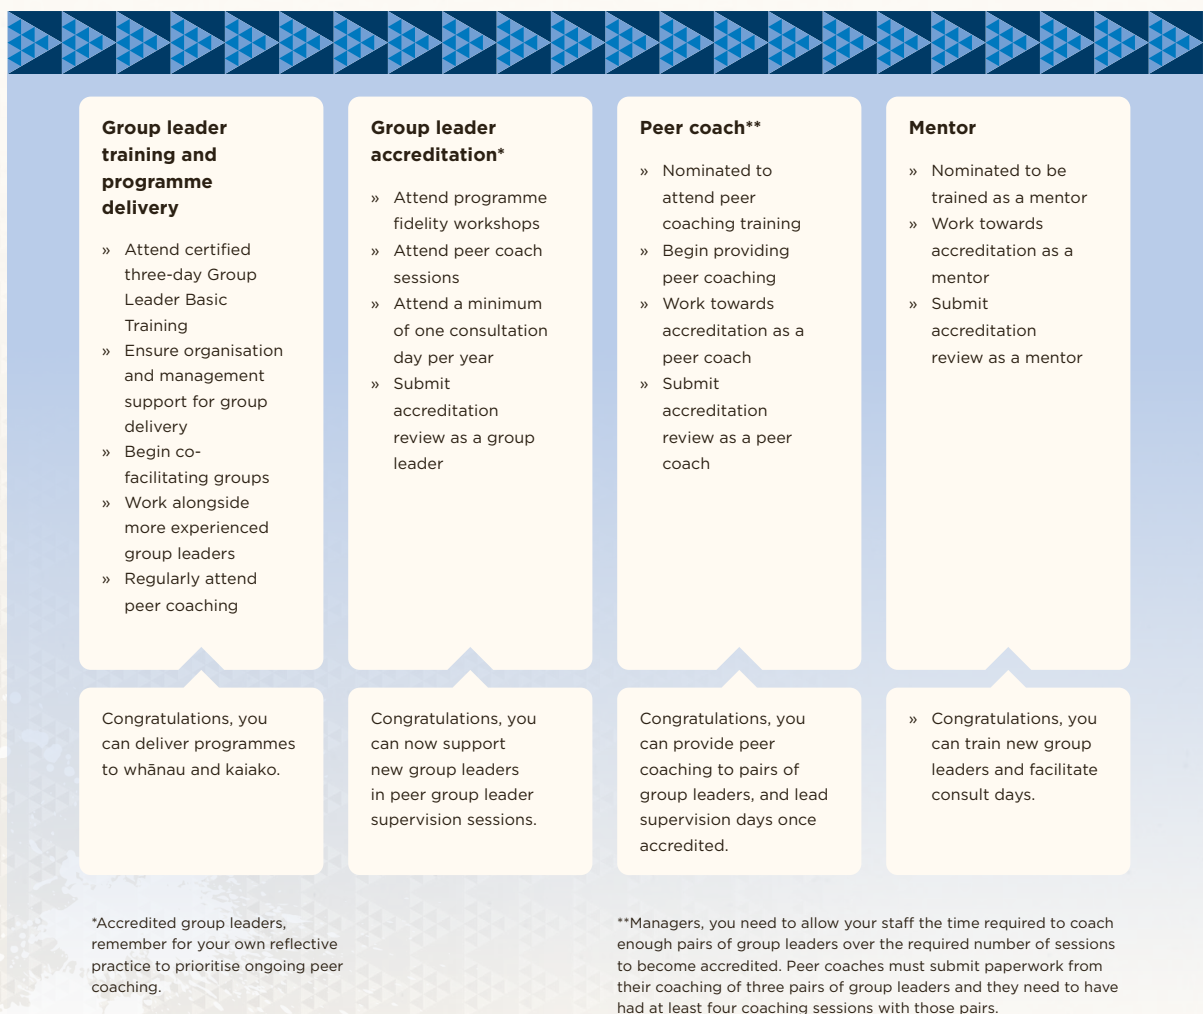 Group leader
training and
programme
delivery
» Attend certified
three-day Group
Leader Basic
Training
» Ensure organisation
and management
support for group
delivery
» Begin co-
facilitating groups
» Work alongside
more experienced
group leaders
» Regularly attend
peer coaching
Congratulations, you
can deliver programmes
to whānau and kaiako.
Group leader
accreditation*
» Attend programme
fidelity workshops
» Attend peer coach
sessions
» Attend a minimum
of one consultation
day per year
» Submit
accreditation
review as a group
leader
Congratulations, you
can now support
new group leaders
in peer group leader
supervision sessions.
Peer coach**
» Nominated to
attend peer
coaching training
» Begin providing
peer coaching
» Work towards
accreditation as a
peer coach
» Submit
accreditation
review as a peer
coach
Congratulations, you
can provide peer
coaching to pairs of
group leaders, and lead
supervision days once
accredited.
Mentor
» Nominated to be
trained as a mentor
» Work towards
accreditation as a
mentor
» Submit
accreditation
review as a mentor
» Congratulations, you
can train new group
leaders and facilitate
consult days.
*Accredited group leaders,
remember for your own reflective
practice to prioritise ongoing peer
coaching.
**Managers, you need to allow your staff the time required to coach
enough pairs of group leaders over the required number of sessions
to become accredited. Peer coaches must submit paperwork from
their coaching of three pairs of group leaders and they need to have
had at least four coaching sessions with those pairs.